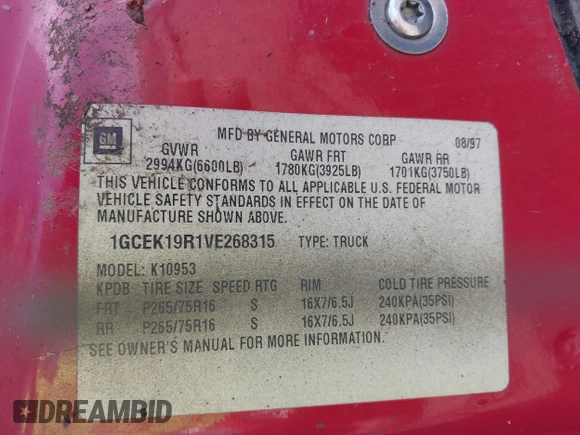 MFD BY GENERAL MOTORS CORP 08/97
GM
GVWR GAWR FRT GAWR RR
2994KG(6600LB) 1780KG(3925LB) 1701KG(3750LB)
THIS VEHICLE CONFORMS TO ALL APPLICABLE U.S. FEDERAL MOTOR
VEHICLE SAFETY STANDARDS IN EFFECT ON THE DATE OF
MANUFACTURE SHOWN ABOVE.
1GCEK19R1VE268315 TYPE: TRUCK
MODEL: K10953
KPDB TIRE SIZE SPEED RTG RIM COLD TIRE PRESSURE
FRT P265/75R16 S 16X7/6.5J 240KPA(35PSI)
RR P265/75R16 S 16X7/6.5J 240KPA(35PSI)
SEE OWNER'S MANUAL FOR MORE INFORMATION.
DREAMBID